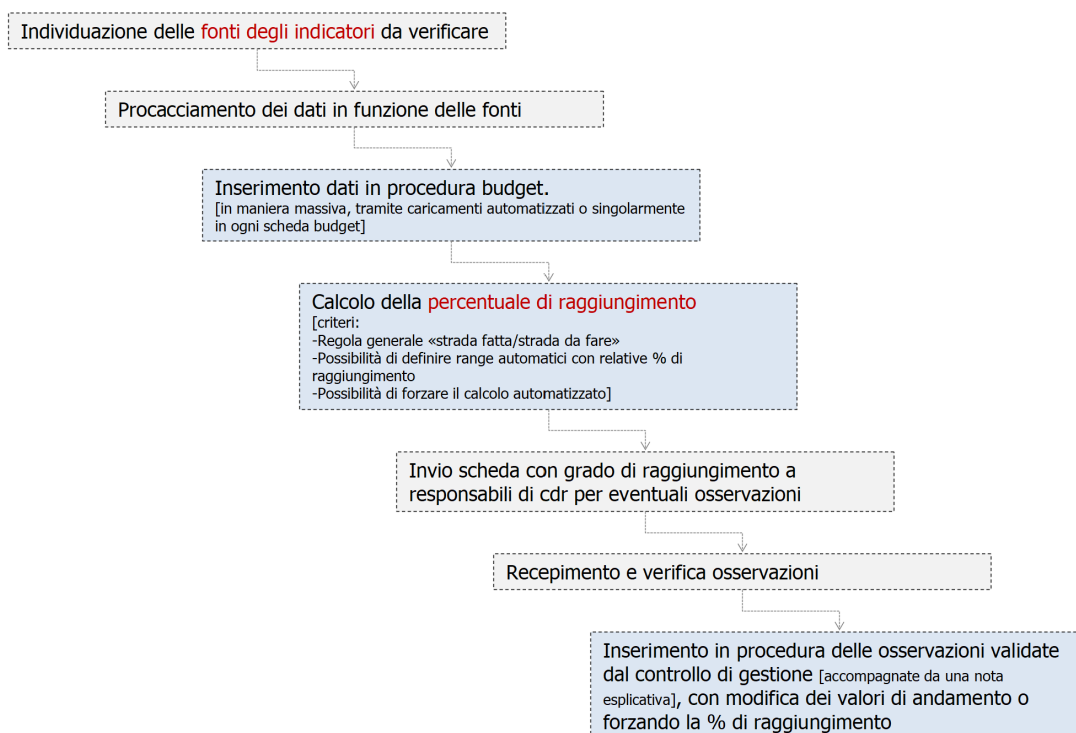 Individuazione delle fonti degli indicatori da verificare
Procacciamento dei dati in funzione delle fonti
Inserimento dati in procedura budget.
[in maniera massiva, tramite caricamenti automatizzati o singolarmente
in ogni scheda budget]
Calcolo della percentuale di raggiungimento
[criteri:
-Regola generale «strada fatta/strada da fare»
-Possibilità di definire range automatici con relative % di
raggiungimento
-Possibilità di forzare il calcolo automatizzato]
Invio scheda con grado di raggiungimento a
responsabili di cdr per eventuali osservazioni
Recepimento e verifica osservazioni
Inserimento in procedura delle osservazioni validate
dal controllo di gestione [accompagnate da una nota
esplicativa], con modifica dei valori di andamento o
forzando la % di raggiungimento